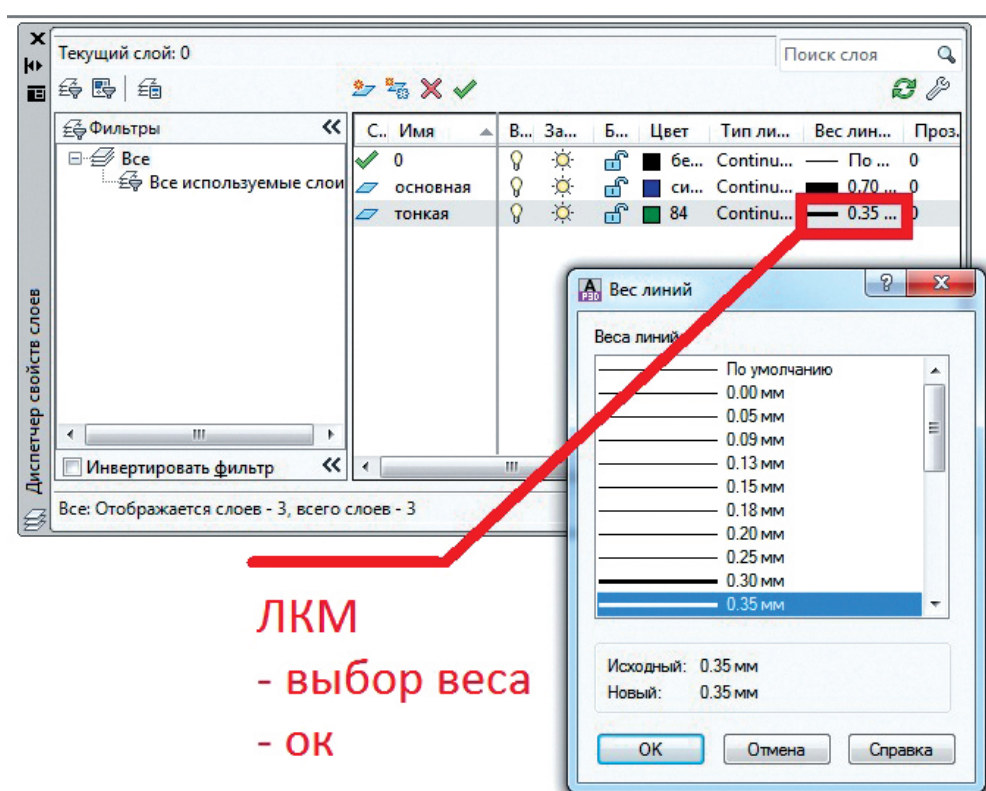 Текущий слой: 0
Поиск слоя
Фильтры
С.. Имя В... За... Б... Цвет Тип ли... Вес лин... Проз.
Все
Все используемые слои
0 бе... Continu... По ... 0
основная си... Continu... 0.70 ... 0
тонкая 84 Continu... 0.35 ... 0
Инвертировать фильтр
Все: Отображается слоев - 3, всего слоев - 3
Диспетчер свойств слоев
Вес линий
Веса линий:
По умолчанию
0.00 мм
0.05 мм
0.09 мм
0.13 мм
0.15 мм
0.18 мм
0.20 мм
0.25 мм
0.30 мм
0.35 мм
Исходный: 0.35 мм
Новый: 0.35 мм
OK Отмена Справка
ЛКМ
- выбор веса
- ок